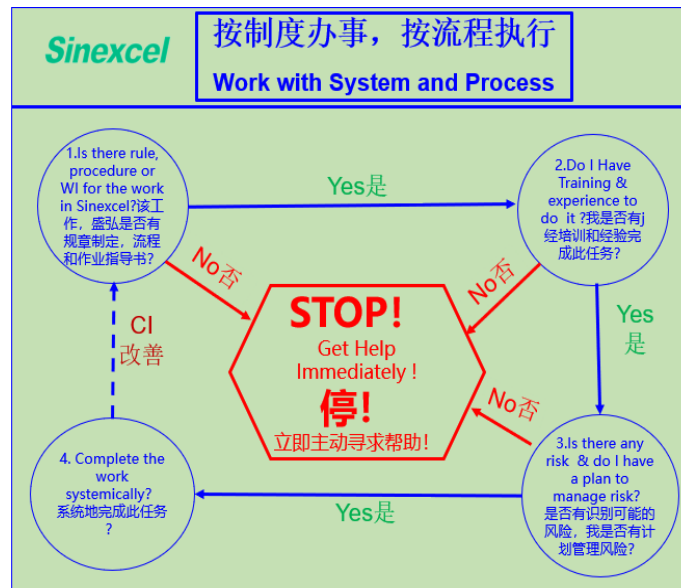 Sinexcel
按制度办事，按流程执行
Work with System and Process
1.Is there rule,
procedure or
WI for the work
in Sinexcel?该工
作，盛弘是否有
规章制定，流程
和作业指导书?
Yes是
2.Do I Have
Training &
experience to
do it ?我是否有j
经培训和经验完
成此任务?
No否
No否
STOP!
Get Help
Immediately !
停!
立即主动寻求帮助!
Yes
是
CI
改善
No否
4. Complete the
work
systemically?
系统地完成此任务
?
Yes是
3.Is there any
risk & do I have
a plan to
manage risk?
是否有识别可能的
风险，我是否有计
划管理风险?